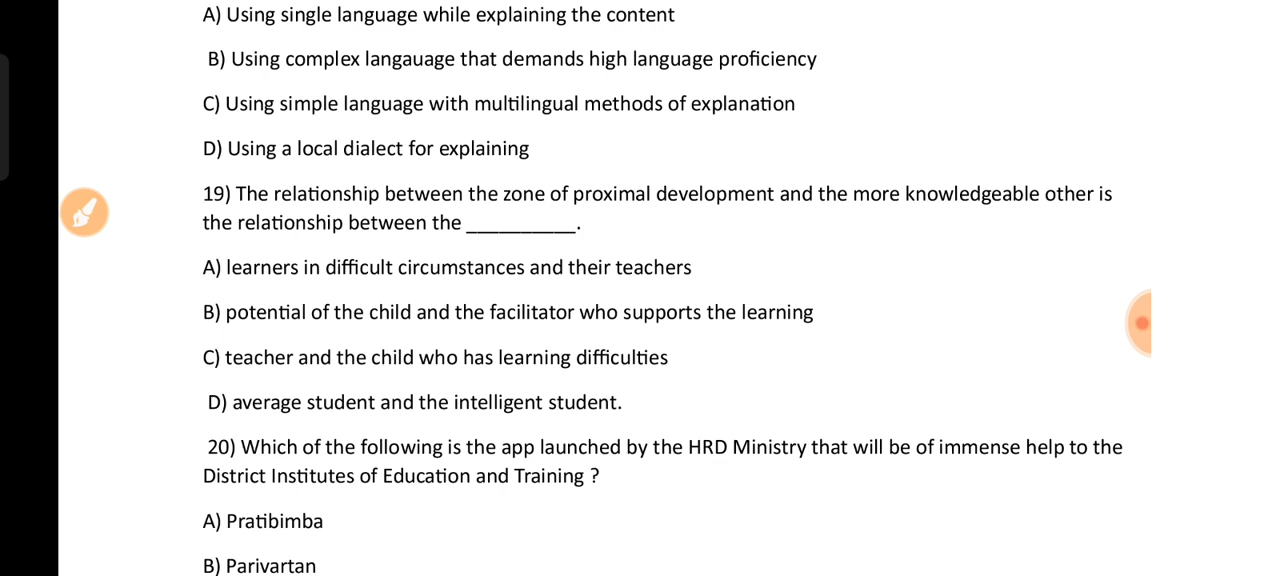 A) Using single language while explaining the content
B) Using complex langauage that demands high language proficiency
C) Using simple language with multilingual methods of explanation
D) Using a local dialect for explaining
19) The relationship between the zone of proximal development and the more knowledgeable other is
the relationship between the __________.
A) learners in difficult circumstances and their teachers
B) potential of the child and the facilitator who supports the learning
C) teacher and the child who has learning difficulties
D) average student and the intelligent student.
20) Which of the following is the app launched by the HRD Ministry that will be of immense help to the
District Institutes of Education and Training ?
A) Pratibimba
B) Parivartan